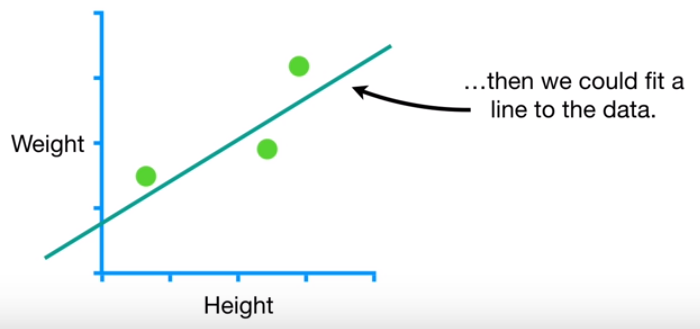 …then we could fit a
line to the data.
Weight
Height